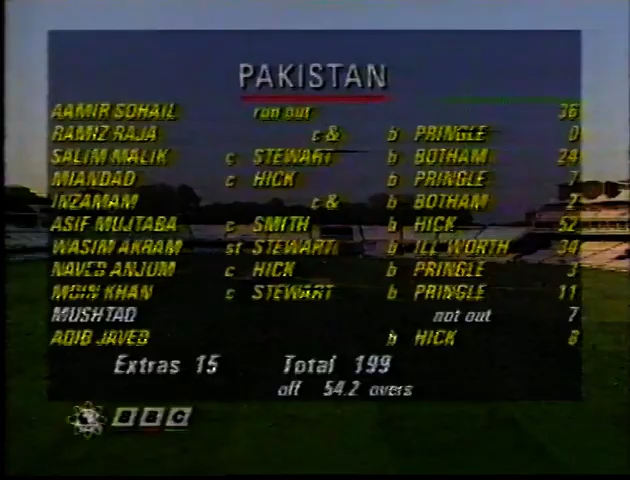 PAKISTAN
AAMIR SOHAIL run out 36
RAMIZ RAJA c & b PRINGLE 0
SALIM MALIK c STEWART b BOTHAM 24
MIANDAD c HICK b PRINGLE 7
INZAMAM c & b BOTHAM 2
ASIF MUJTABA c SMITH b HICK 52
WASIM AKRAM st STEWART b ILLWORTH 34
NAVED ANJUM c HICK b PRINGLE 3
MOIN KHAN c STEWART b PRINGLE 11
MUSHTAQ not out 7
AQIB JAVED b HICK 8
Extras 15 Total 199
off 54.2 overs
BBC